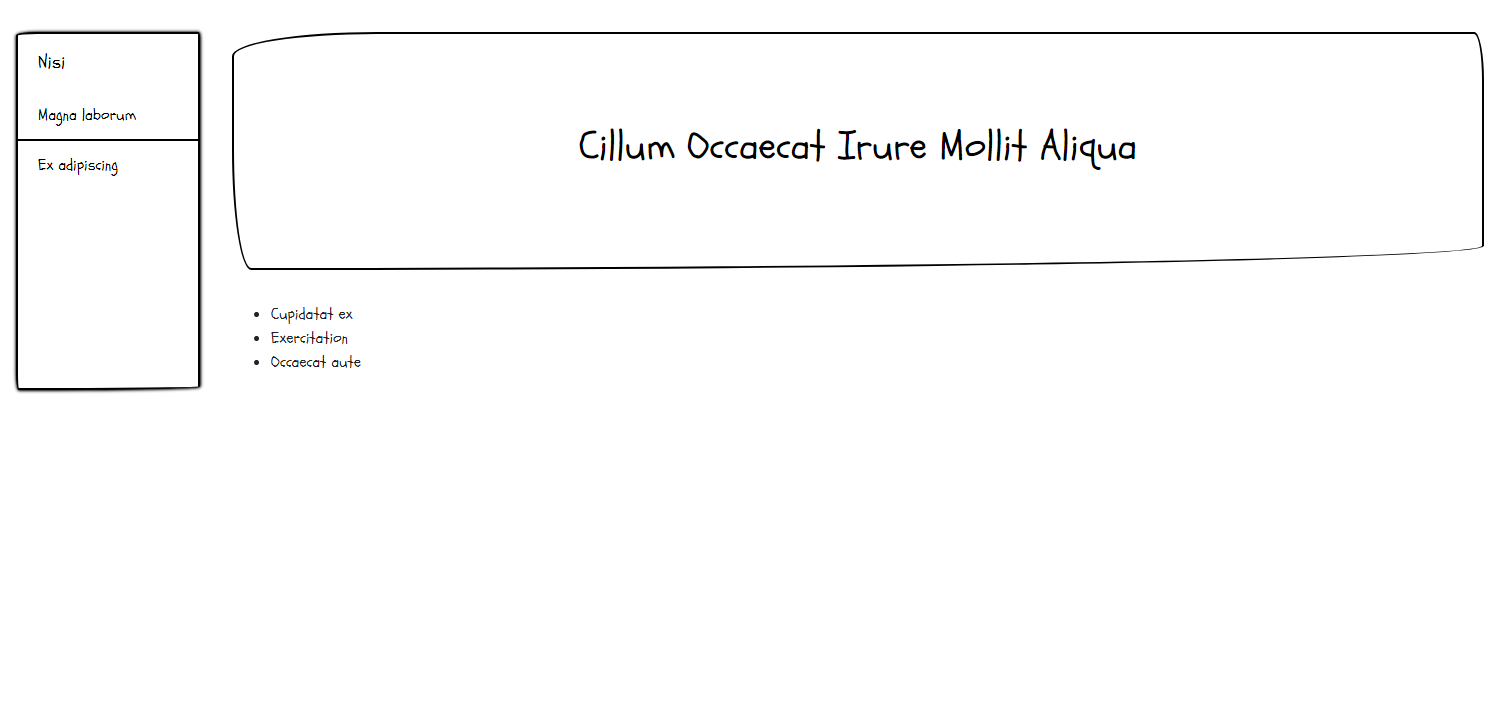 Nisi
Magna laborum
Ex adipiscing
Cillum Occaecat Irure Mollit Aliqua
Cupidatat ex
Exercitation
Occaecat aute